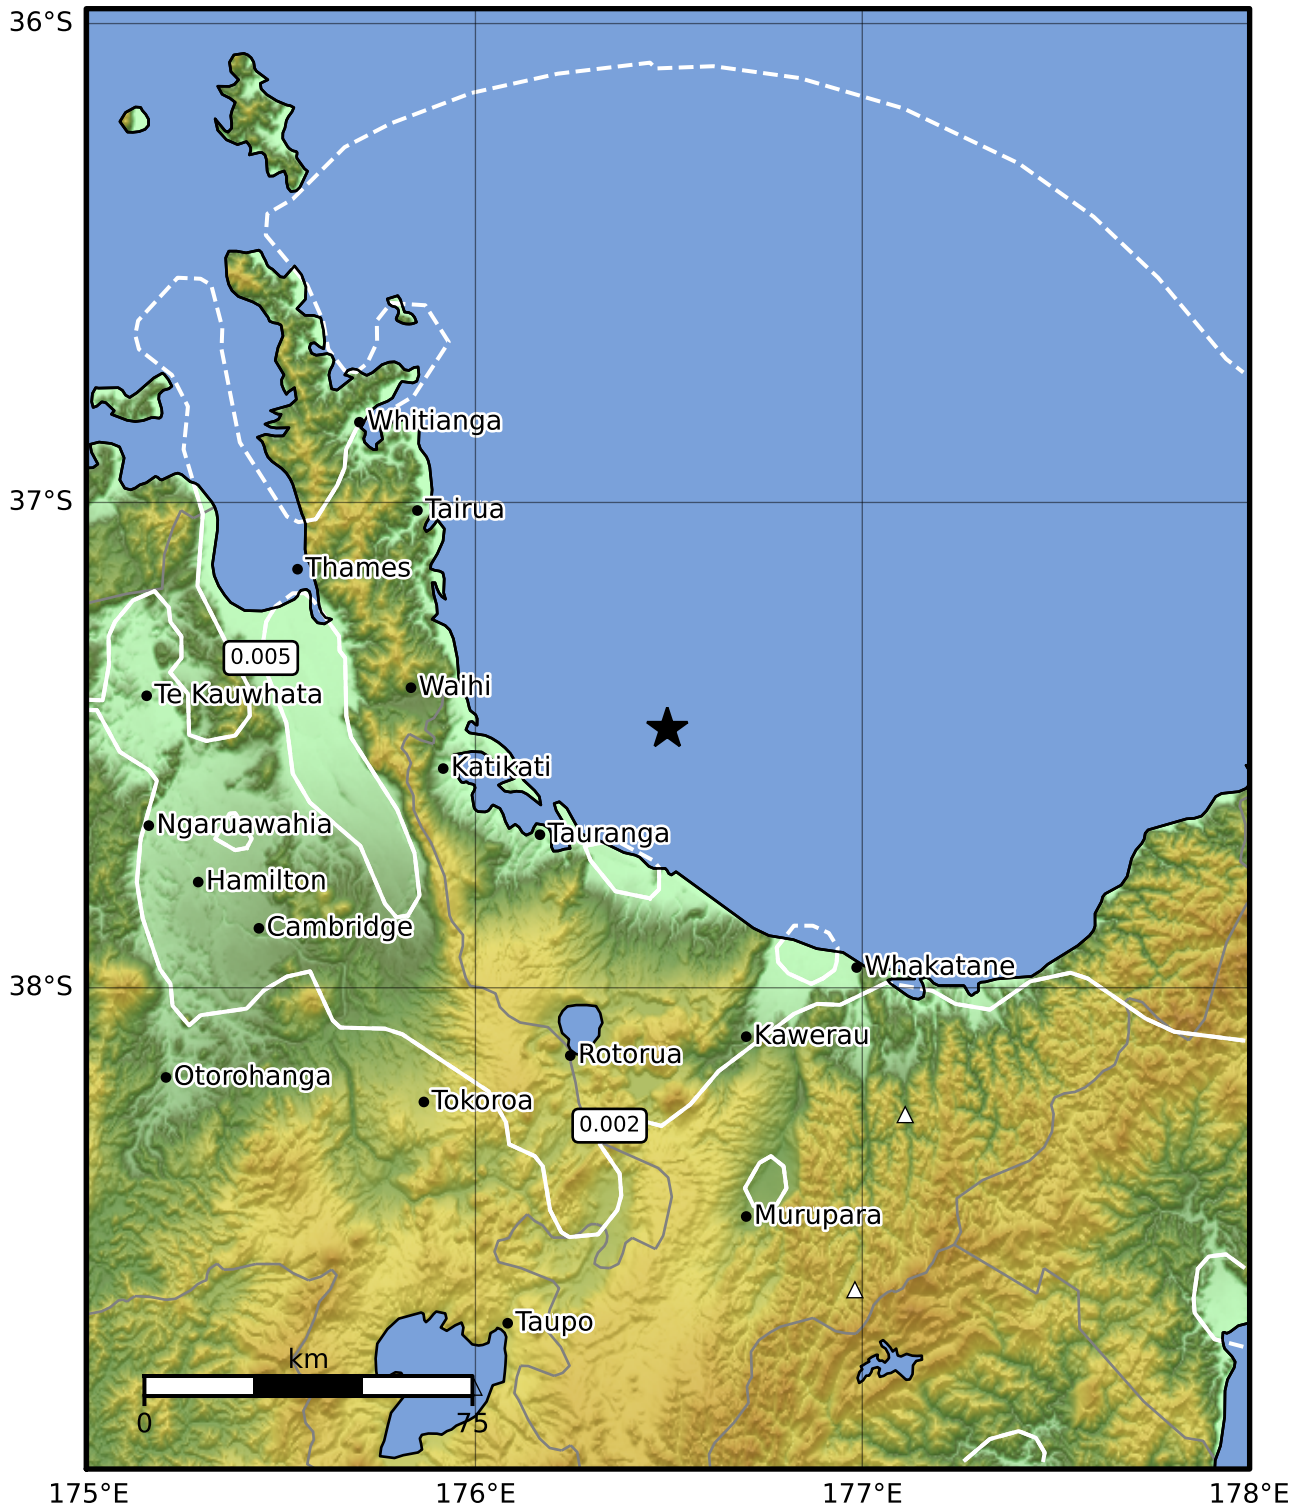 36°S
Whitianga
37°S
Tairua
Thames
0.005
Waihi
Te Kauwhata
Katikati
Ngaruawahia
Tauranga
Hamilton
Cambridge
Whakatane
38°S
Kawerau
Rotorua
Otorohanga
Tokoroa
0.002
Murupara
Taupo
km
0
75
175°E
176°E
177°E
178°E